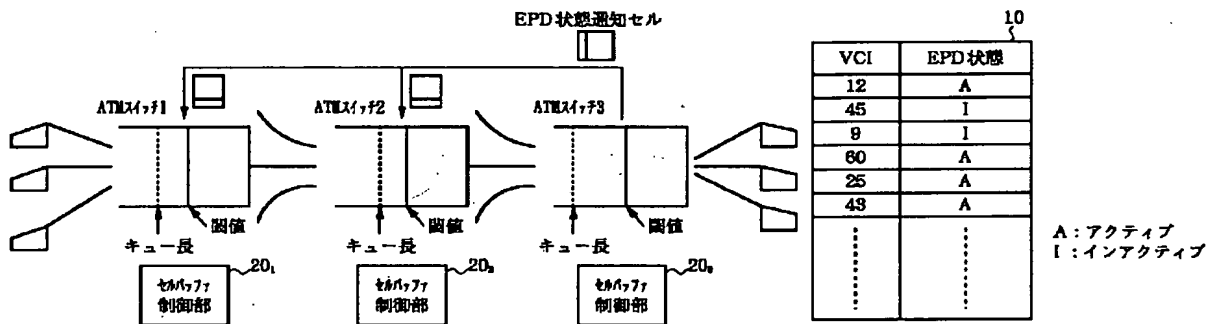 EPD状態通知セル
ATMスイッチ1
ATMスイッチ2
ATMスイッチ3
閾値
閾値
閾値
キュー長
キュー長
キュー長
セルバッファ
制御部
20₁
セルバッファ
制御部
20₂
セルバッファ
制御部
20₃
10
VCI EPD状態
12 A
45 I
9 I
60 A
25 A
43 A
A:アクティブ
I:インアクティブ